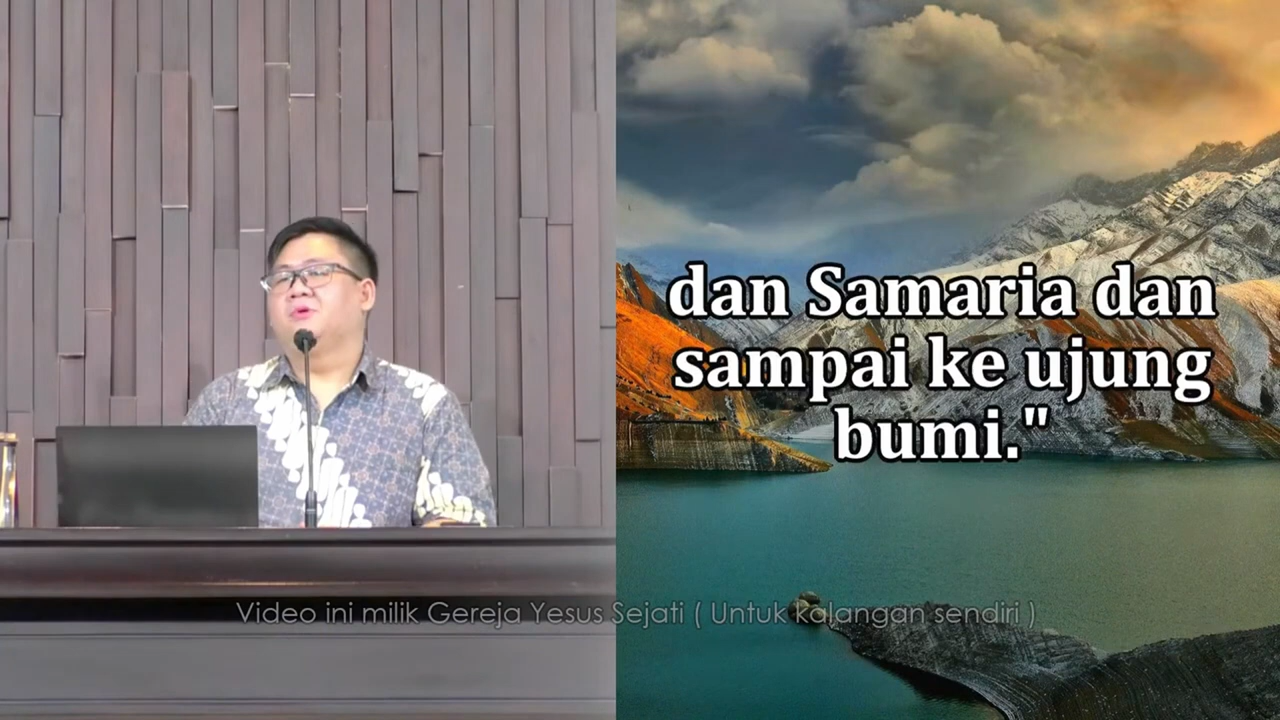 dan Samaria dan
sampai ke ujung
bumi."
Video ini milik Gereja Yesus Sejati ( Untuk kalangan sendiri )